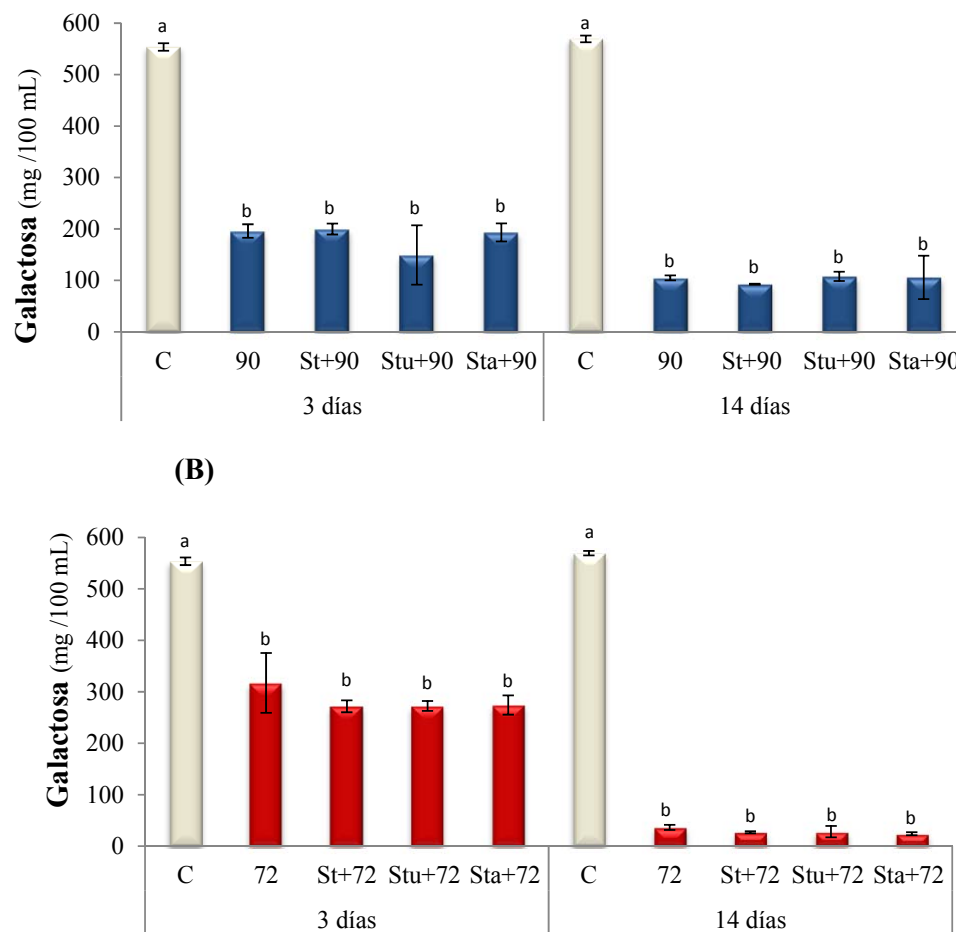 600
500
400
300
200
100
0
Galactosa (mg /100 mL)
a
b
b
b
b
a
b
b
b
b
C 90 St+90 Stu+90 Sta+90 C 90 St+90 Stu+90 Sta+90
3 días 14 días
(B)
600
500
400
300
200
100
0
Galactosa (mg /100 mL)
a
b
b
b
b
a
b
b
b
b
C 72 St+72 Stu+72 Sta+72 C 72 St+72 Stu+72 Sta+72
3 días 14 días